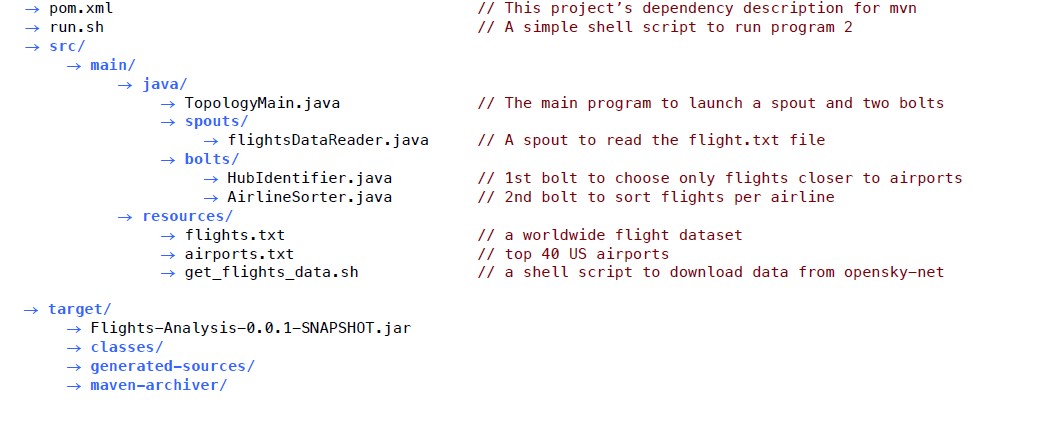 → pom.xml // This project’s dependency description for mvn
→ run.sh // A simple shell script to run program 2
→ src/
→ main/
→ java/
→ TopologyMain.java // The main program to launch a spout and two bolts
→ spouts/
→ flightsDataReader.java // A spout to read the flight.txt file
→ bolts/
→ HubIdentifier.java // 1st bolt to choose only flights closer to airports
→ AirlineSorter.java // 2nd bolt to sort flights per airline
→ resources/
→ flights.txt // a worldwide flight dataset
→ airports.txt // top 40 US airports
→ get_flights_data.sh // a shell script to download data from opensky-net
→ target/
→ Flights-Analysis-0.0.1-SNAPSHOT.jar
→ classes/
→ generated-sources/
→ maven-archiver/